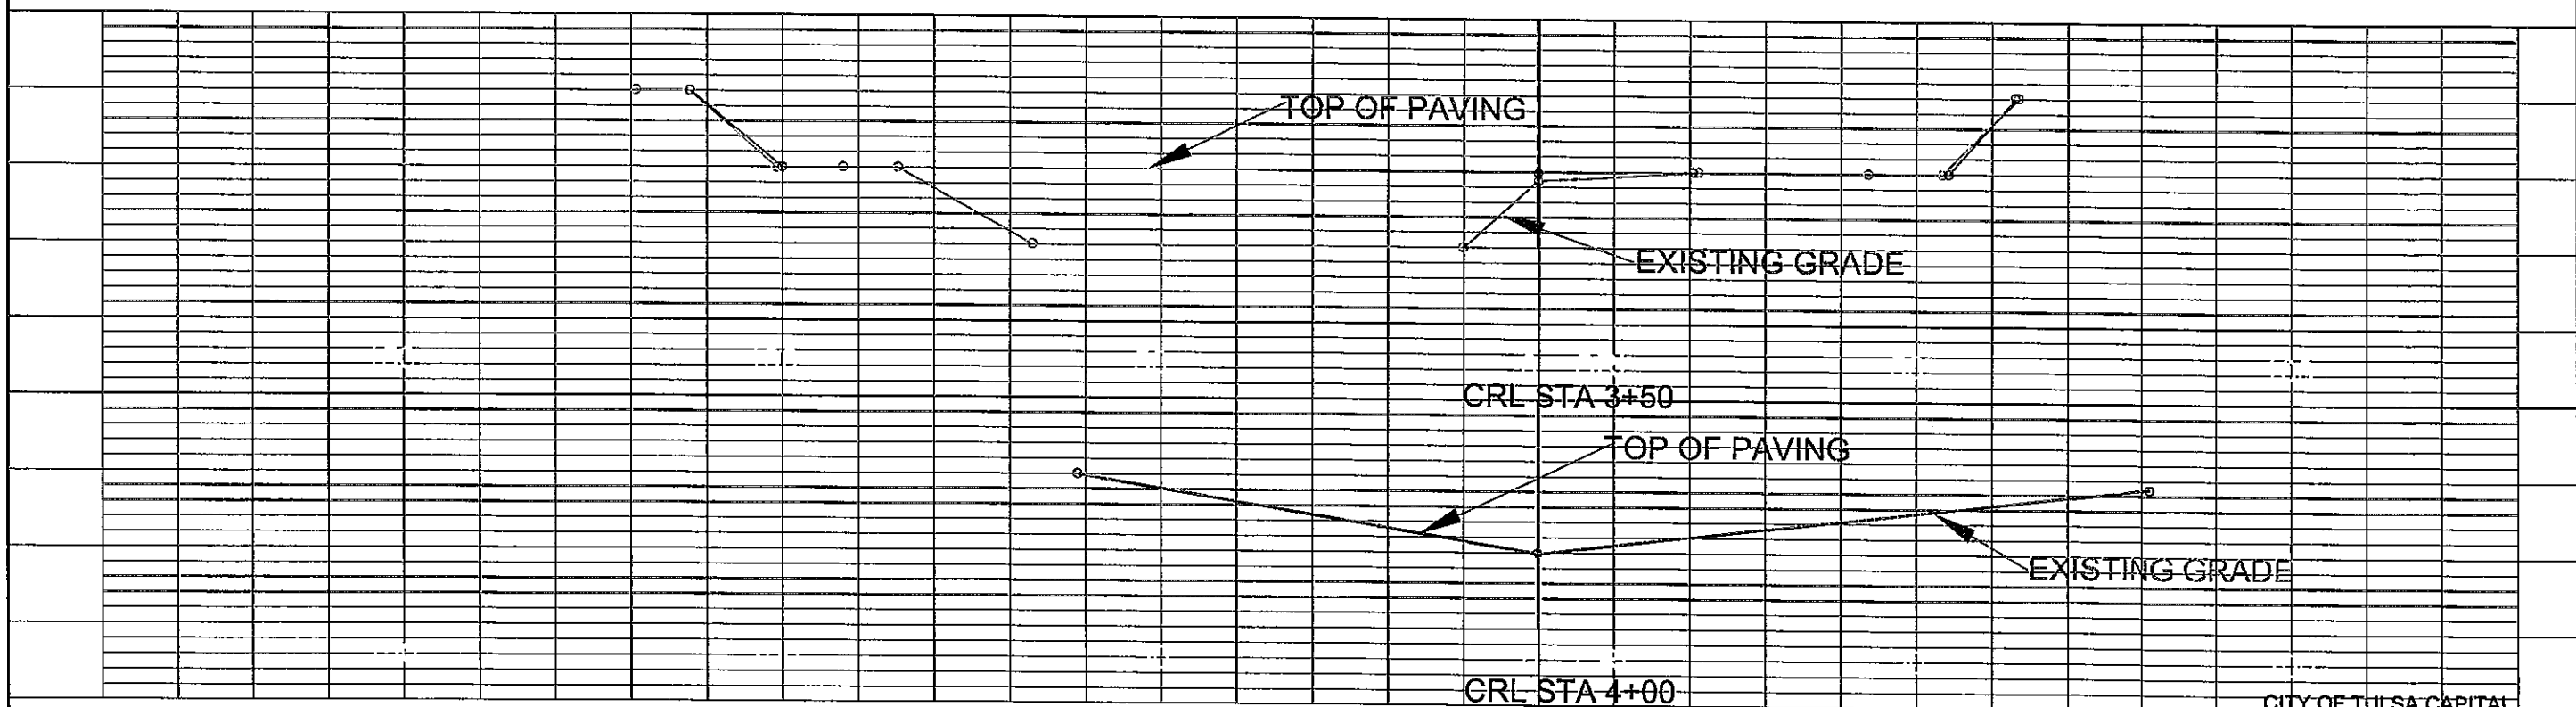 TOP OF PAVING
EXISTING GRADE
CRL STA 3+50
TOP OF PAVING
EXISTING GRADE
CRL STA 4+00
CITY OF TULSA CAPITAL